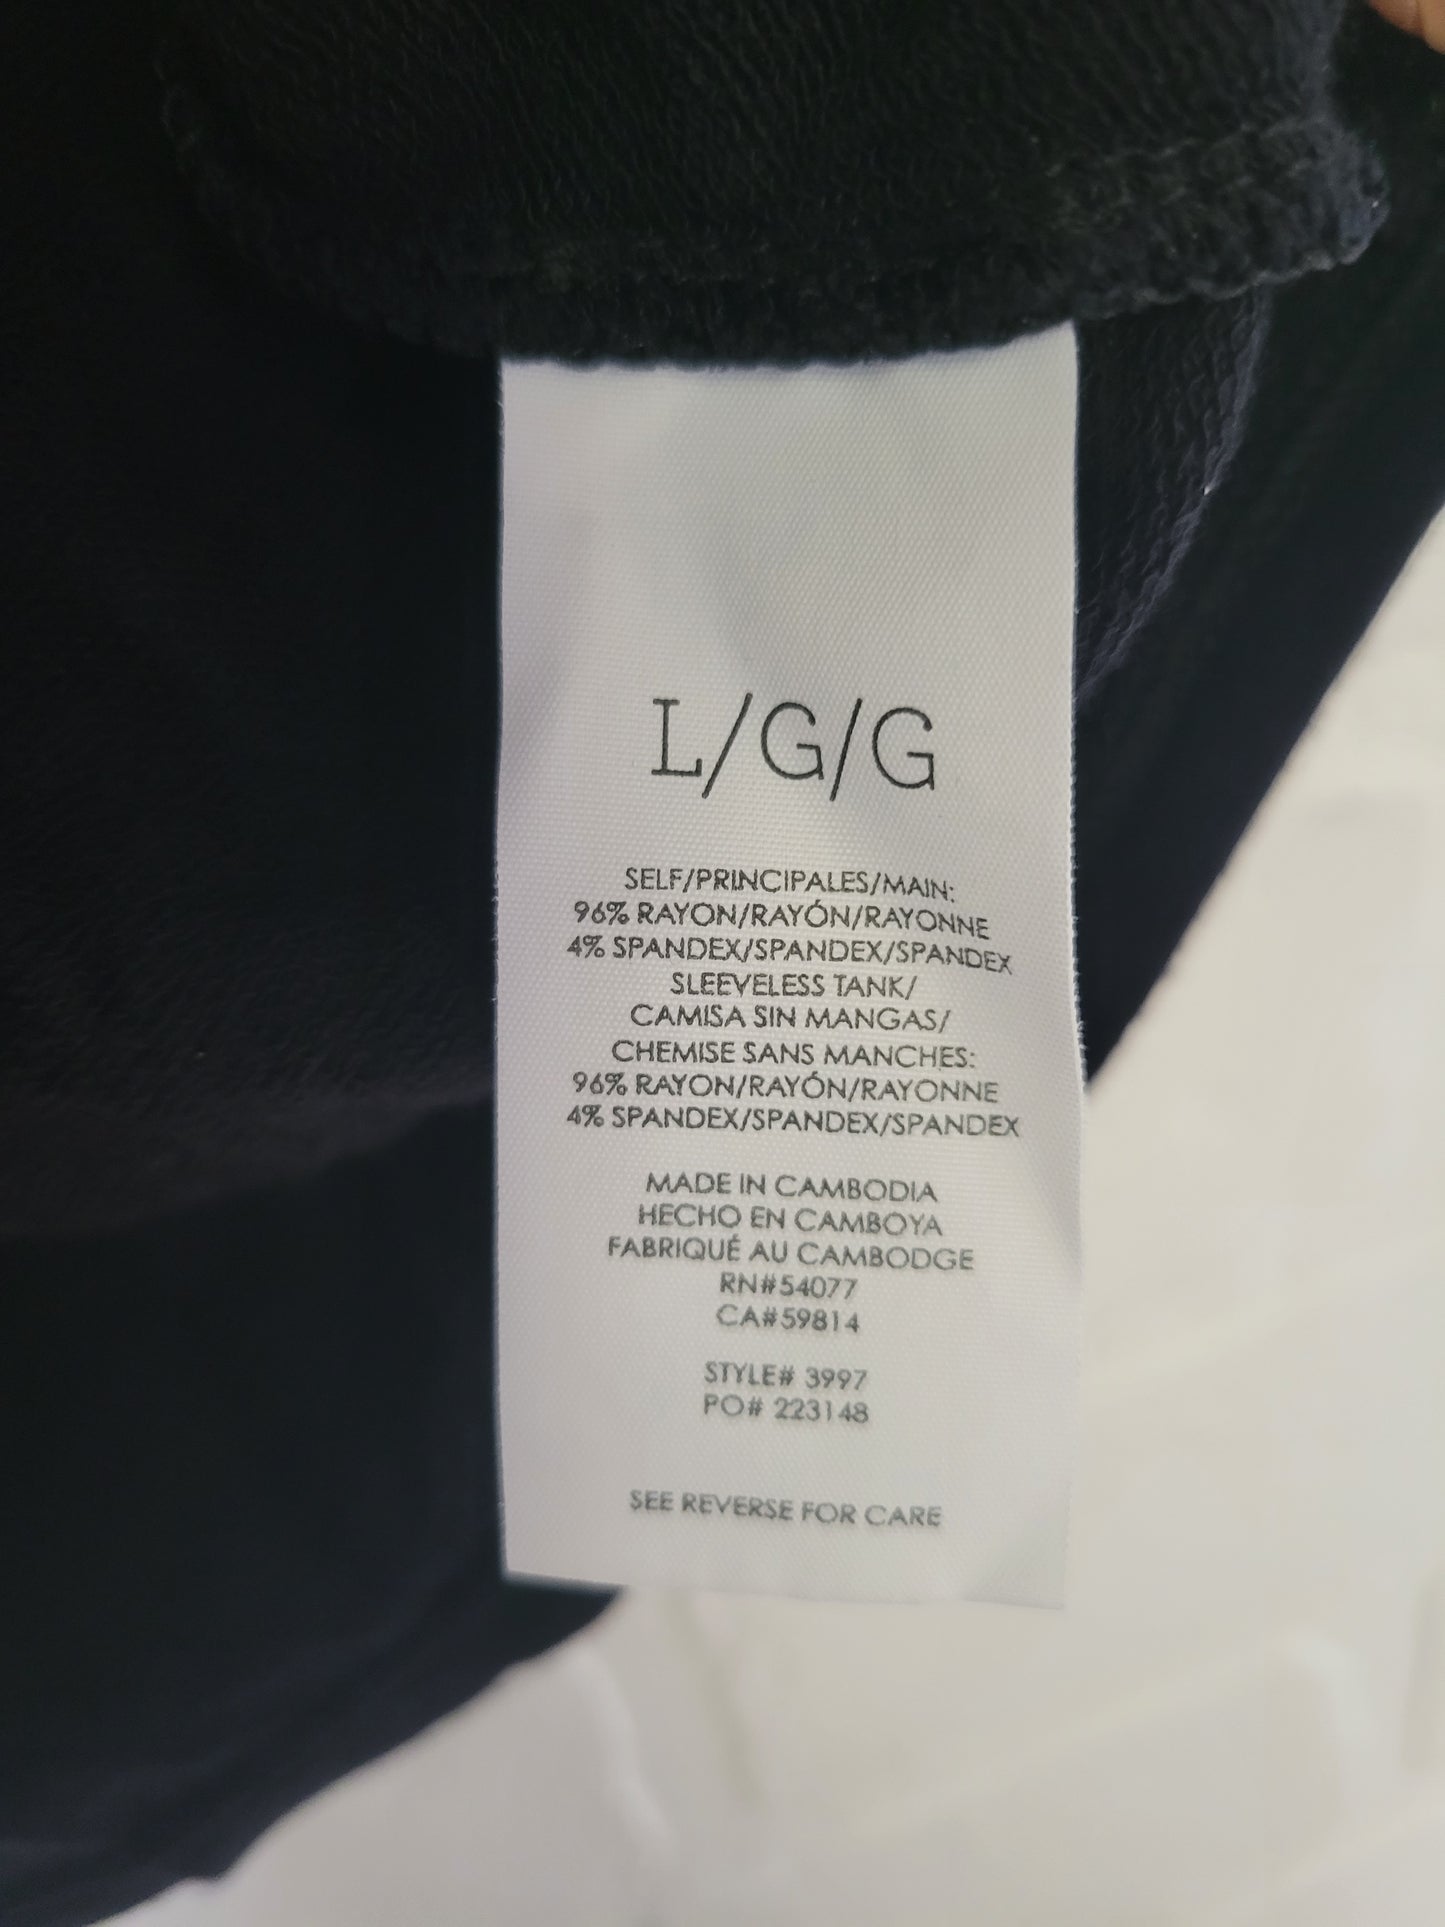 L/G/G
SELF/PRINCIPALES/MAIN:
96% RAYON/RAYÓN/RAYONNE
4% SPANDEX/SPANDEX/SPANDEX
SLEEVELESS TANK/
CAMISA SIN MANGAS/
CHEMISE SANS MANCHES:
96% RAYON/RAYÓN/RAYONNE
4% SPANDEX/SPANDEX/SPANDEX
MADE IN CAMBODIA
HECHO EN CAMBOYA
FABRIQUÉ AU CAMBODGE
RN#54077
CA#59814
STYLE# 3997
PO# 223148
SEE REVERSE FOR CARE